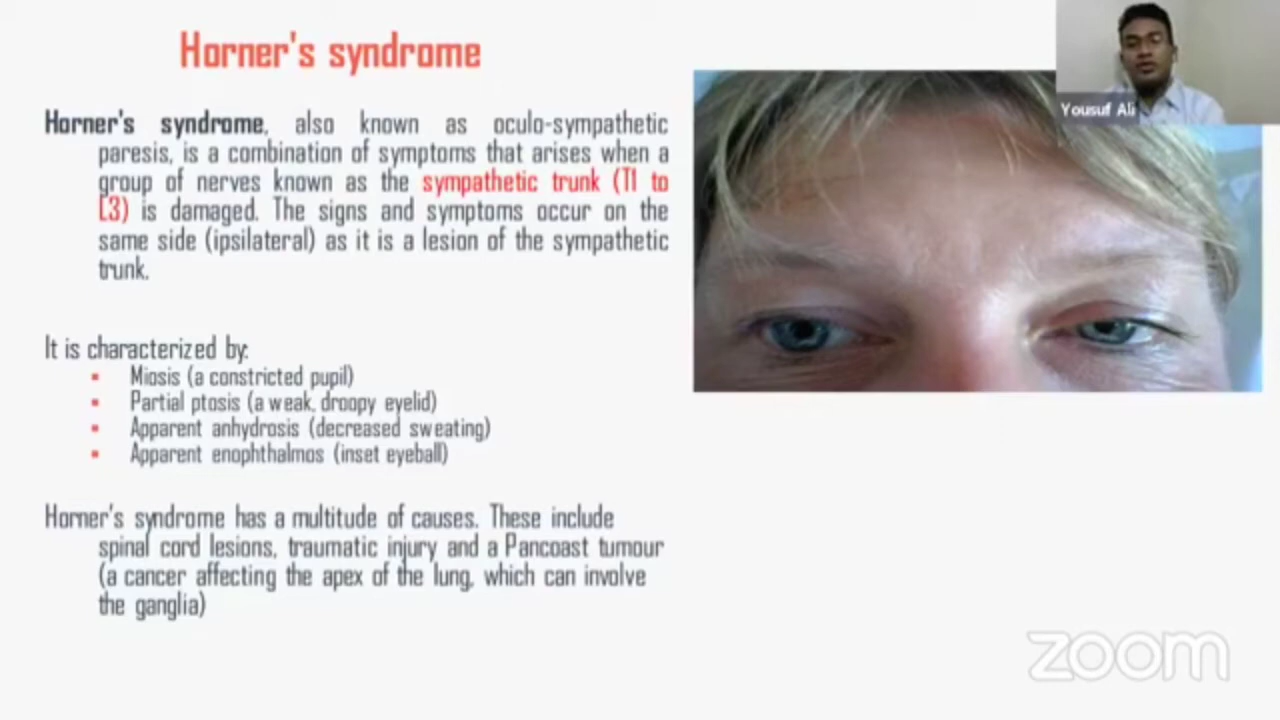 Horner's syndrome
Horner's syndrome, also known as oculo-sympathetic
paresis, is a combination of symptoms that arises when a
group of nerves known as the sympathetic trunk (T1 to
L3) is damaged. The signs and symptoms occur on the
same side (ipsilateral) as it is a lesion of the sympathetic
trunk.
It is characterized by:
▪ Miosis (a constricted pupil)
▪ Partial ptosis (a weak, droopy eyelid)
▪ Apparent anhydrosis (decreased sweating)
▪ Apparent enophthalmos (inset eyeball)
Horner's syndrome has a multitude of causes. These include
spinal cord lesions, traumatic injury and a Pancoast tumour
(a cancer affecting the apex of the lung, which can involve
the ganglia)
Yousuf Ali
zoom